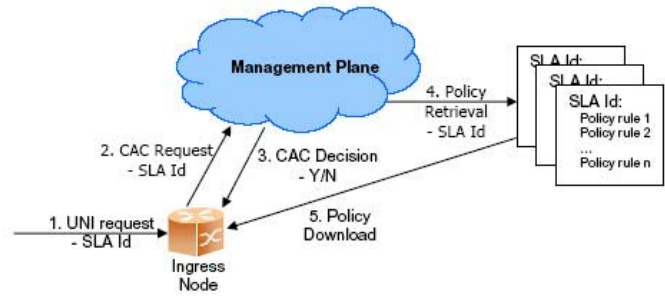 Management Plane
SLA Id:
SLA Id:
SLA Id:
Policy rule 1
Policy rule 2
...
Policy rule n
4. Policy
Retrieval
- SLA Id
2. CAC Request
- SLA Id
3. CAC Decision
- Y/N
1. UNI request
- SLA Id
5. Policy
Download
Ingress
Node